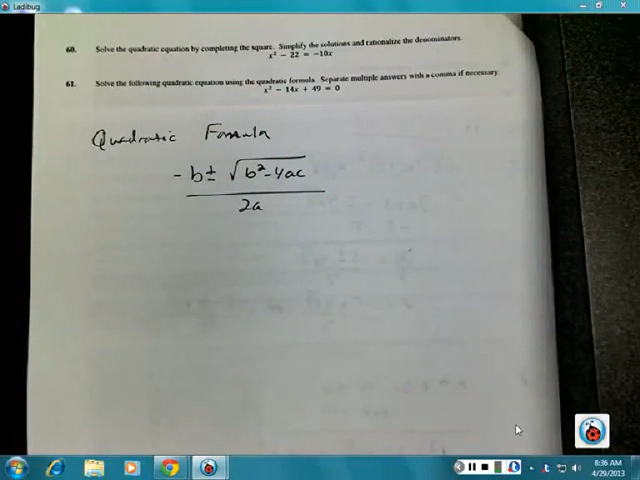 Ladibug
60. Solve the quadratic equation by completing the square. Simplify the solutions and rationalize the denominators.
x² - 22 = -10x
61. Solve the following quadratic equation using the quadratic formula. Separate multiple answers with a comma if necessary.
x² - 14x + 49 = 0
Quadratic Formula
-b ± √b²-4ac
2a
8:36 AM
4/29/2013